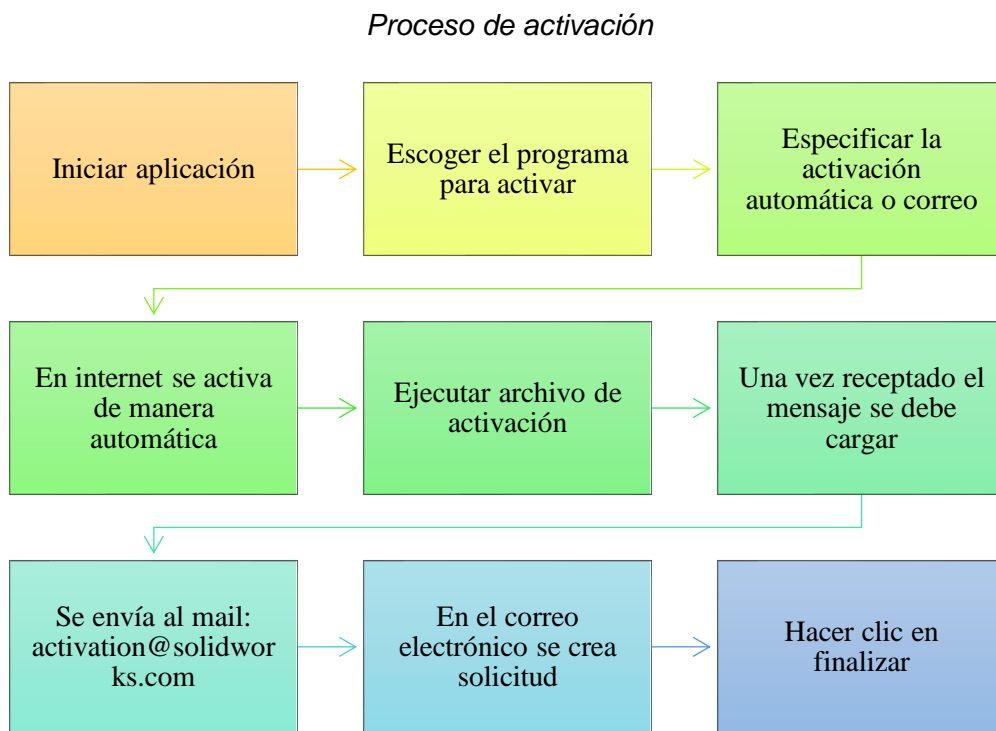 Proceso de activación
Iniciar aplicación
Escoger el programa
para activar
Especificar la
activación
automática o correo
En internet se activa
de manera
automática
Ejecutar archivo de
activación
Una vez receptado el
mensaje se debe
cargar
Se envía al mail:
activation@solidwor
ks.com
En el correo
electrónico se crea
solicitud
Hacer clic en
finalizar